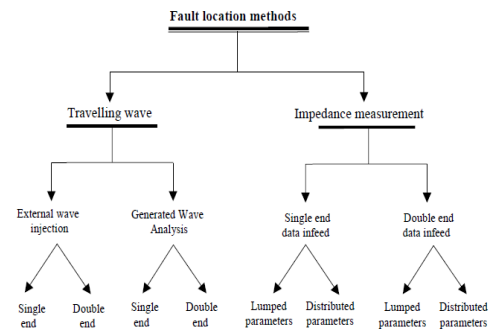 Fault location methods
Travelling wave
Impedance measurement
External wave
injection
Generated Wave
Analysis
Single end
data infeed
Double end
data infeed
Single
end
Double
end
Single
end
Double
end
Lumped
parameters
Distributed
parameters
Lumped
parameters
Distributed
parameters